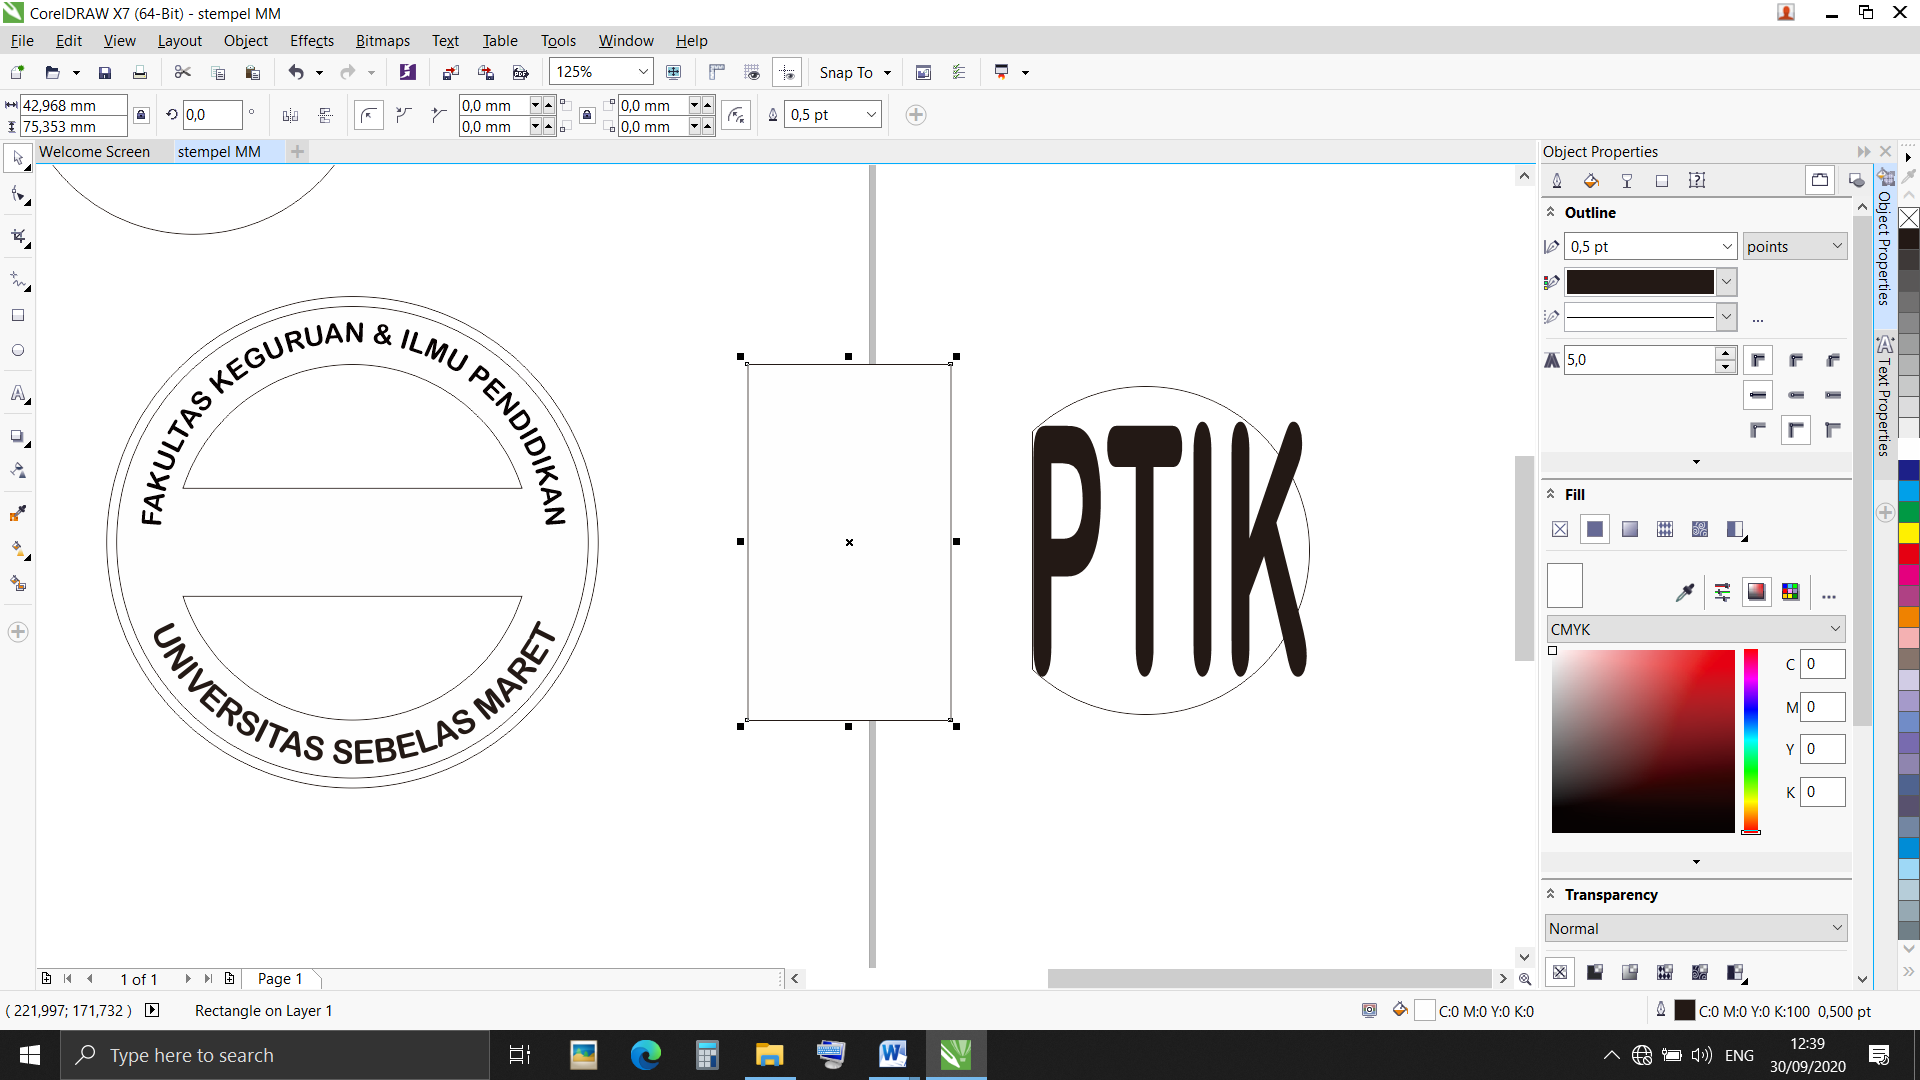 CorelDRAW X7 (64-Bit) - stempel MM
File Edit View Layout Object Effects Bitmaps Text Table Tools Window Help
125% Snap To
42,968 mm
75,353 mm
0,0 °
0,0 mm
0,0 mm
0,0 mm
0,0 mm
0,5 pt
Welcome Screen stempel MM
FAKULTAS KEGURUAN & ILMU PENDIDIKAN
UNIVERSITAS SEBELAS MARET
PTIK
Object Properties
Outline
0,5 pt points
...
5,0
Fill
...
CMYK
C 0
M 0
Y 0
K 0
Transparency
Normal
Object Properties
Text Properties
1 of 1 Page 1
( 221,997; 171,732 ) Rectangle on Layer 1 C:0 M:0 Y:0 K:0 C:0 M:0 Y:0 K:100 0,500 pt
Type here to search
ENG
12:39
30/09/2020